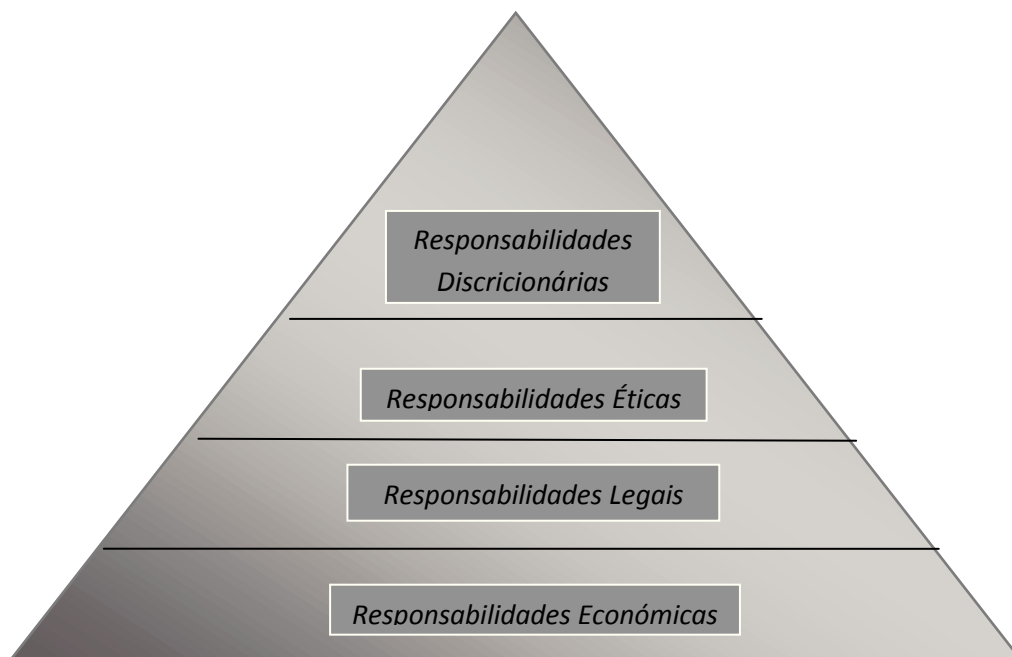 Responsabilidades
Discricionárias
Responsabilidades Éticas
Responsabilidades Legais
Responsabilidades Económicas